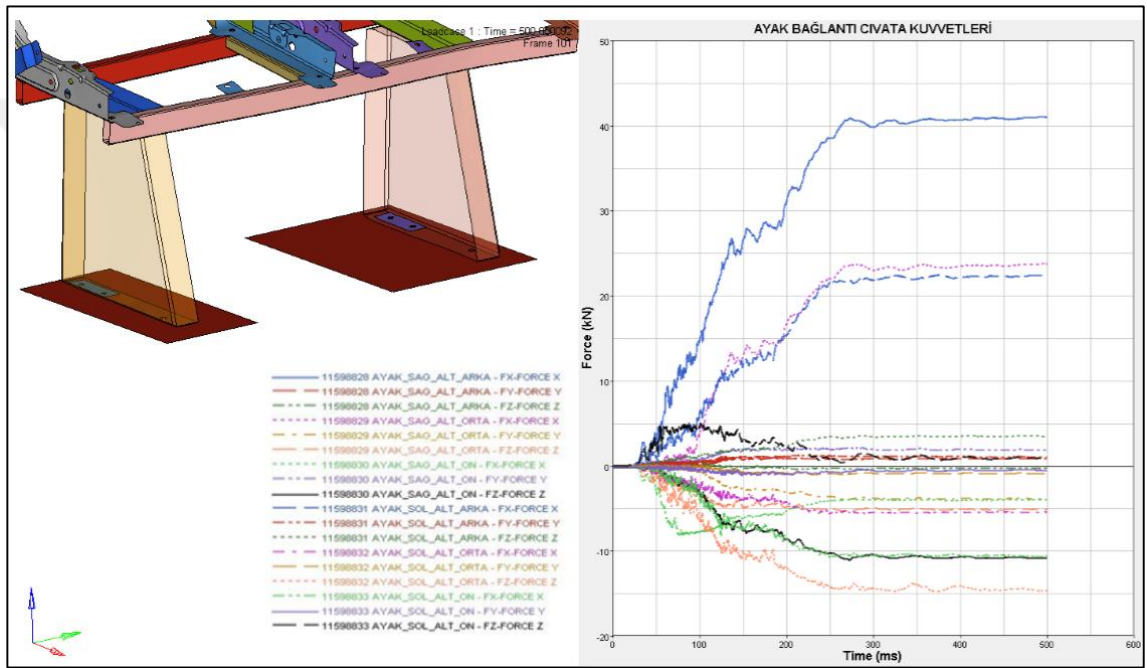 Loadcase 1 : Time = 500.
Frame 101
AYAK BAĞLANTI CIVATA KUVVETLERİ
50
40
30
20
10
0
-10
-20
Force (kN)
0
100
200
300
400
500
600
Time (ms)
11598828 AYAK_SAG_ALT_ARKA - FX-FORCE X
11598828 AYAK_SAG_ALT_ARKA - FY-FORCE Y
11598828 AYAK_SAG_ALT_ARKA - FZ-FORCE Z
11598829 AYAK_SAG_ALT_ORTA - FX-FORCE X
11598829 AYAK_SAG_ALT_ORTA - FY-FORCE Y
11598829 AYAK_SAG_ALT_ORTA - FZ-FORCE Z
11598830 AYAK_SAG_ALT_ON - FX-FORCE X
11598830 AYAK_SAG_ALT_ON - FY-FORCE Y
11598830 AYAK_SAG_ALT_ON - FZ-FORCE Z
11598831 AYAK_SOL_ALT_ARKA - FX-FORCE X
11598831 AYAK_SOL_ALT_ARKA - FY-FORCE Y
11598831 AYAK_SOL_ALT_ARKA - FZ-FORCE Z
11598832 AYAK_SOL_ALT_ORTA - FX-FORCE X
11598832 AYAK_SOL_ALT_ORTA - FY-FORCE Y
11598832 AYAK_SOL_ALT_ORTA - FZ-FORCE Z
11598833 AYAK_SOL_ALT_ON - FX-FORCE X
11598833 AYAK_SOL_ALT_ON - FY-FORCE Y
11598833 AYAK_SOL_ALT_ON - FZ-FORCE Z